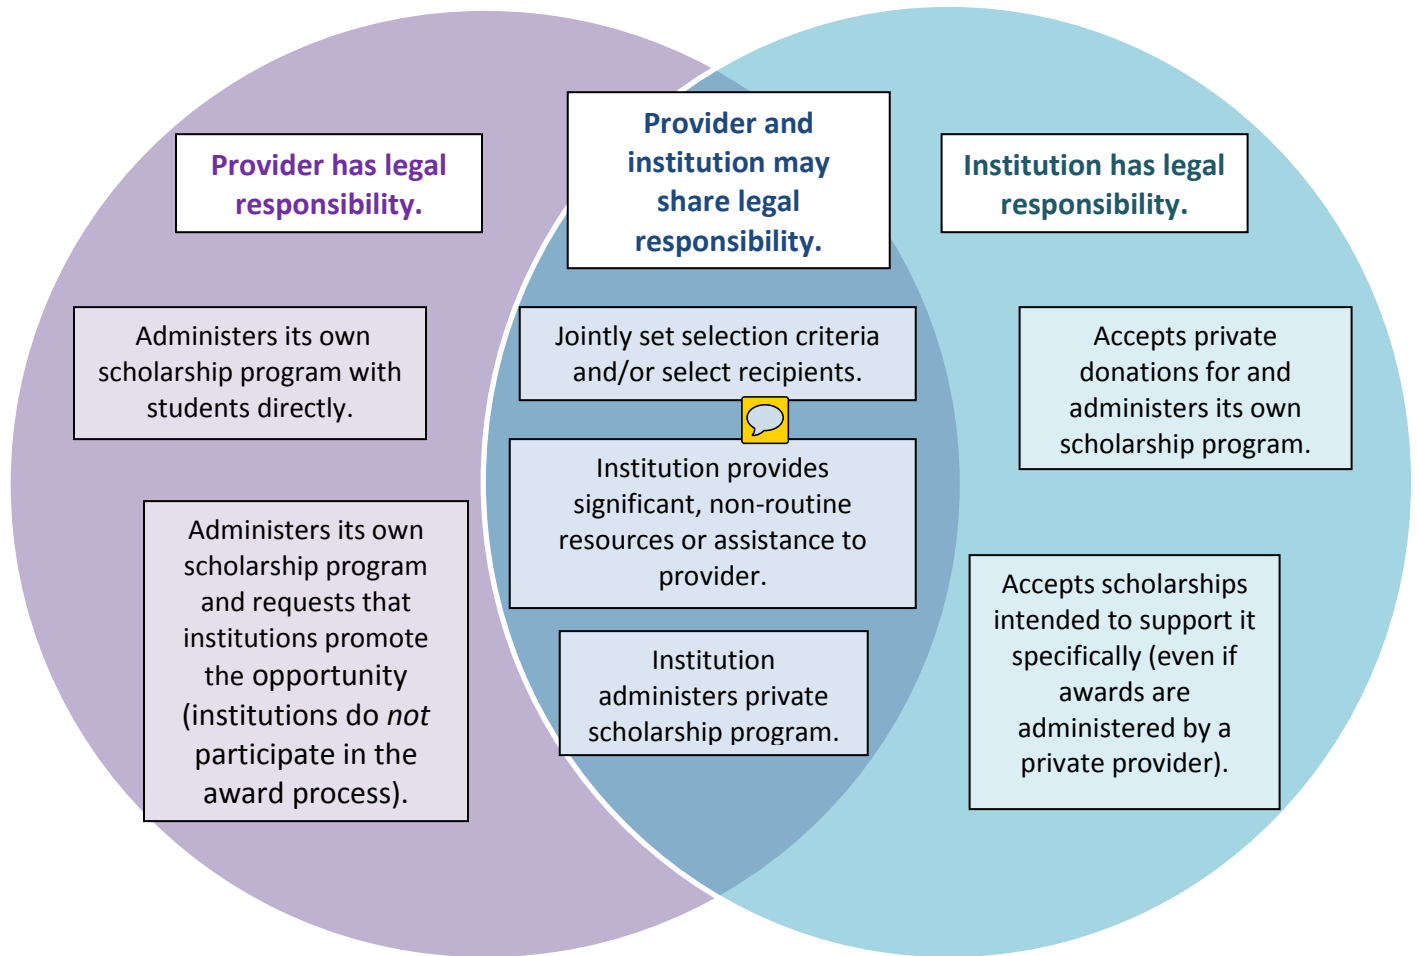 Provider has legal
responsibility.
Administers its own
scholarship program with
students directly.
Administers its own
scholarship program
and requests that
institutions promote
the opportunity
(institutions do not
participate in the
award process).
Provider and
institution may
share legal
responsibility.
Jointly set selection criteria
and/or select recipients.
Institution provides
significant, non-routine
resources or assistance to
provider.
Institution
administers private
scholarship program.
Institution has legal
responsibility.
Accepts private
donations for and
administers its own
scholarship program.
Accepts scholarships
intended to support it
specifically (even if
awards are
administered by a
private provider).